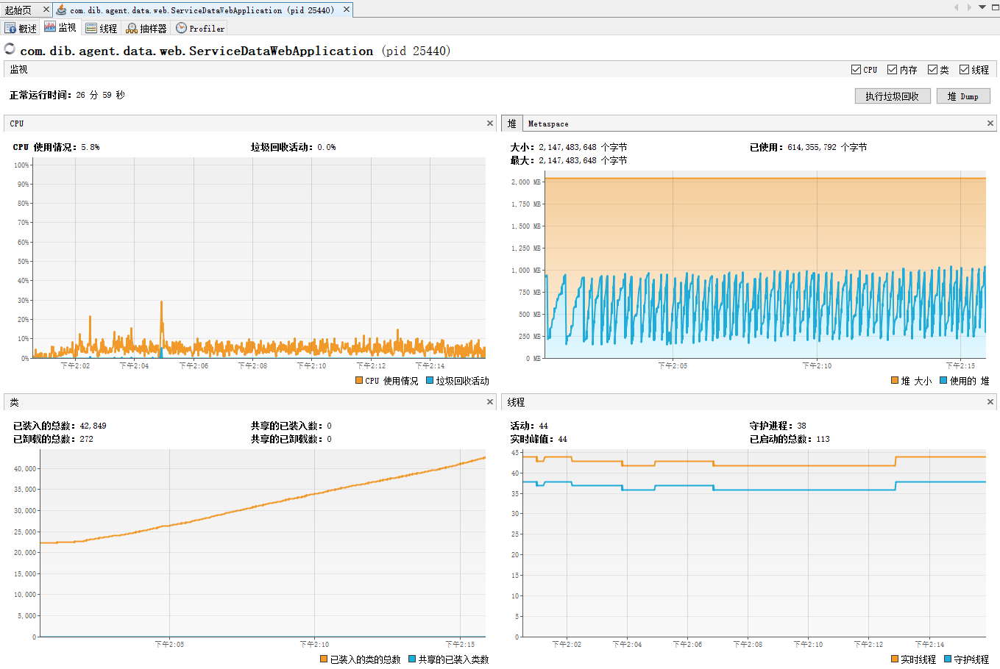 起始页
com.dib.agent.data.web.ServiceDataWebApplication (pid 25440)
概述 监视 线程 抽样器 Profiler
com.dib.agent.data.web.ServiceDataWebApplication (pid 25440)
监视
CPU 内存 类 线程
正常运行时间: 26 分 59 秒
执行垃圾回收 堆 Dump
CPU
CPU 使用情况: 5.8% 垃圾回收活动: 0.0%
100%
90%
80%
70%
60%
50%
40%
30%
20%
10%
0%
下午2:02 下午2:04 下午2:06 下午2:08 下午2:10 下午2:12 下午2:14
CPU 使用情况 垃圾回收活动
堆 Metaspace
大小: 2,147,483,648 个字节 已使用: 614,355,792 个字节
最大: 2,147,483,648 个字节
2,000 MB
1,750 MB
1,500 MB
1,250 MB
1,000 MB
750 MB
500 MB
250 MB
0 MB
下午2:05 下午2:10 下午2:15
堆 大小 使用的 堆
类
已装入的总数: 42,849 共享的已装入数: 0
已卸载的总数: 272 共享的已卸载数: 0
40,000
35,000
30,000
25,000
20,000
15,000
10,000
5,000
0
下午2:05 下午2:10 下午2:15
已装入的类的总数 共享的已装入类数
线程
活动: 44 守护进程: 38
实时峰值: 44 已启动的总数: 113
45
40
35
30
25
20
15
10
5
0
下午2:02 下午2:04 下午2:06 下午2:08 下午2:10 下午2:12 下午2:14
实时线程 守护线程